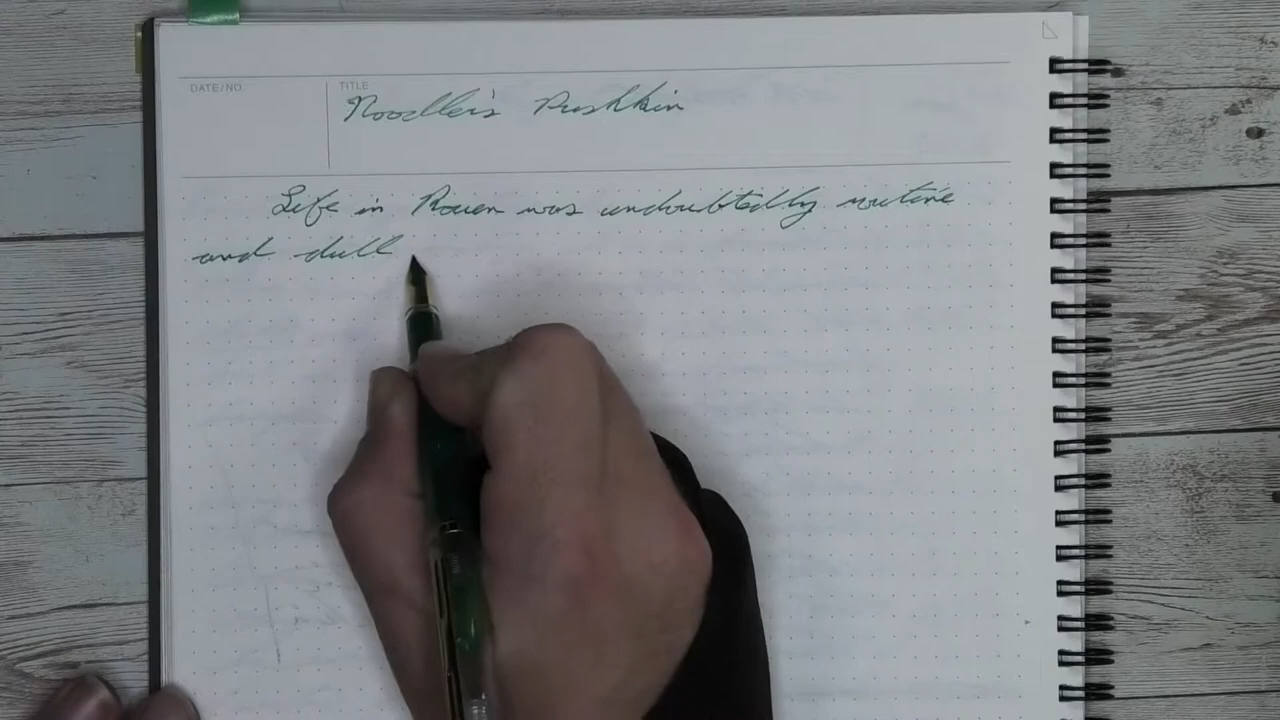 DATE/NO.
TITLE
Noodler's Pushkin
Life in Rouen was undoubtedly routine
and dull